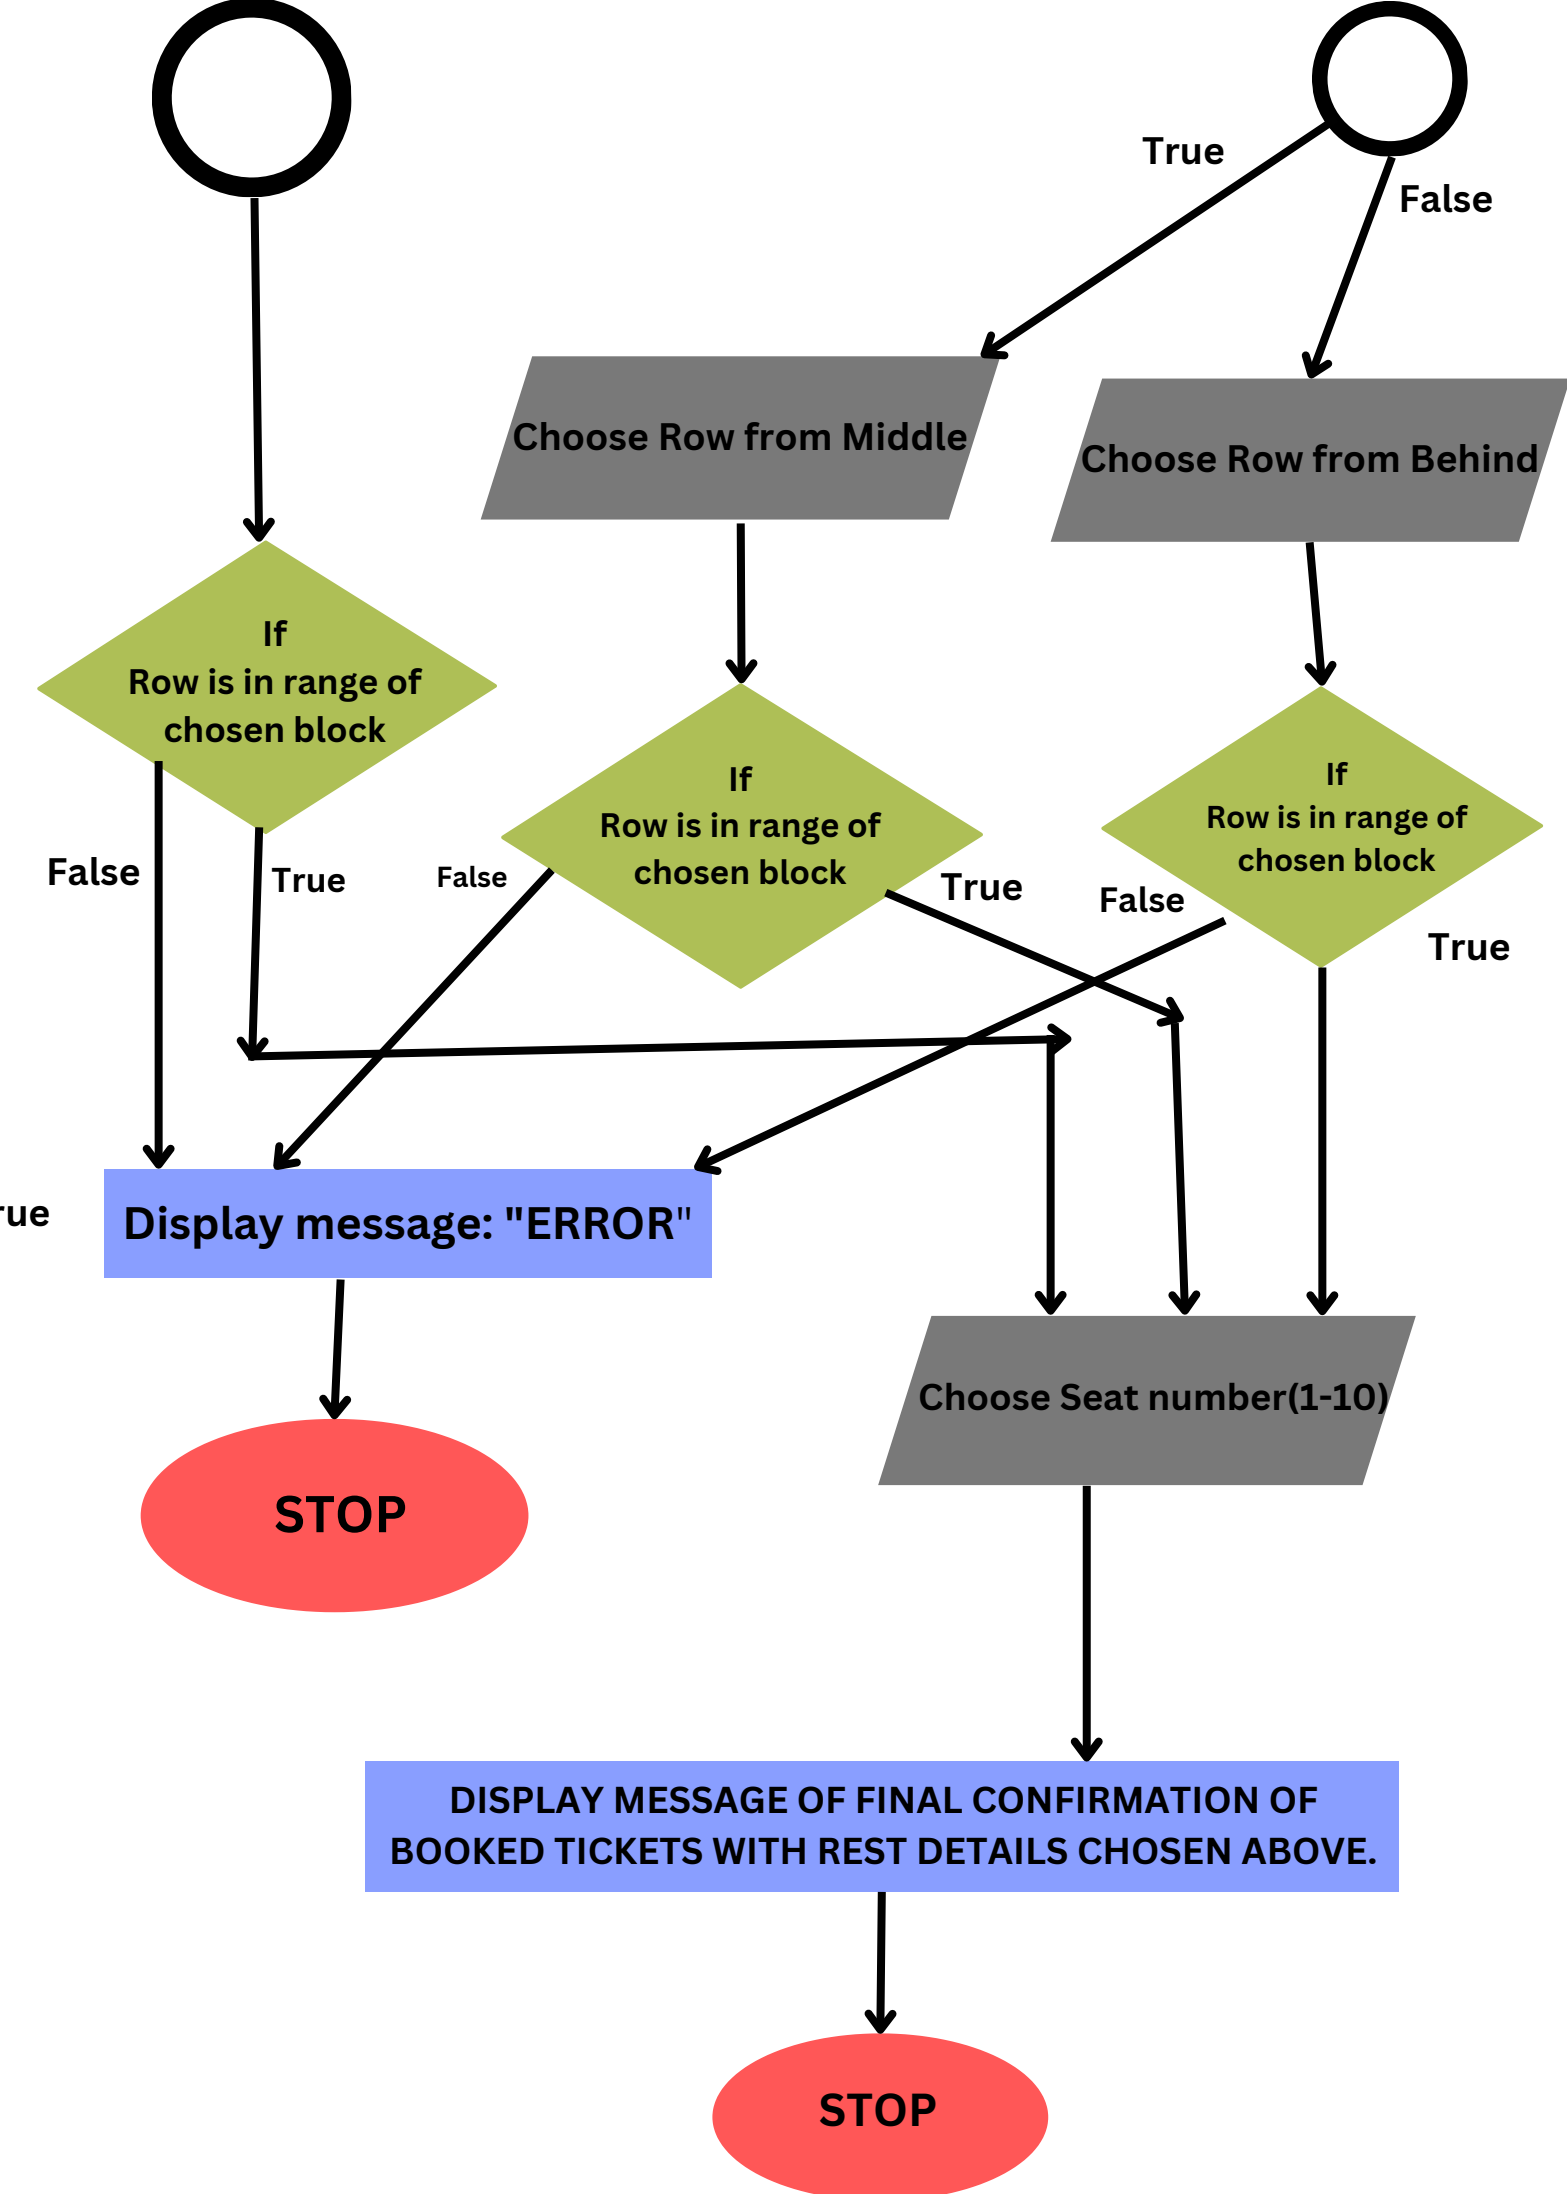 True
False
Choose Row from Middle
Choose Row from Behind
If
Row is in range of
chosen block
If
Row is in range of
chosen block
If
Row is in range of
chosen block
False
True
False
True
False
True
rue
Display message: "ERROR"
Choose Seat number(1-10)
STOP
DISPLAY MESSAGE OF FINAL CONFIRMATION OF
BOOKED TICKETS WITH REST DETAILS CHOSEN ABOVE.
STOP